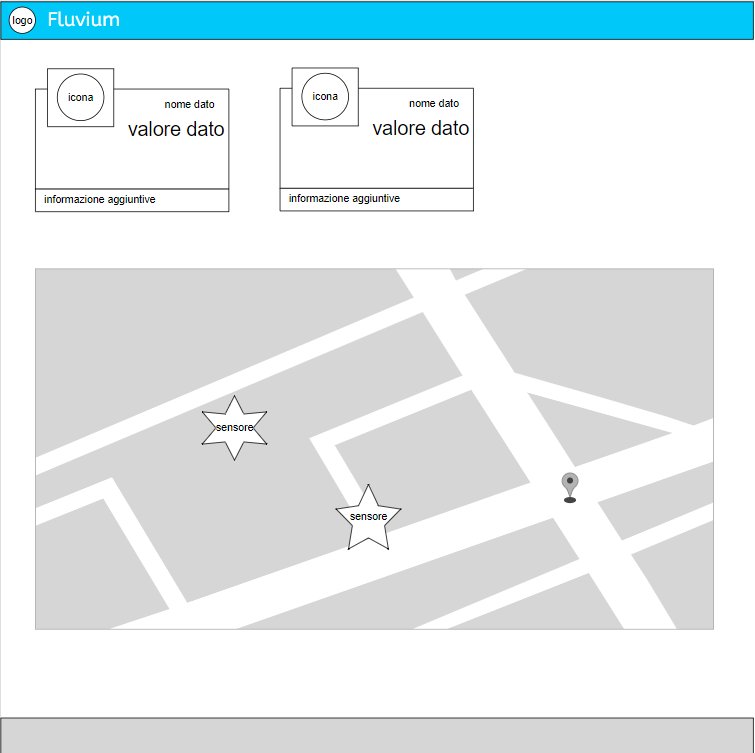 logo
Fluvium
icona
nome dato
valore dato
informazione aggiuntive
icona
nome dato
valore dato
informazione aggiuntive
sensore
sensore